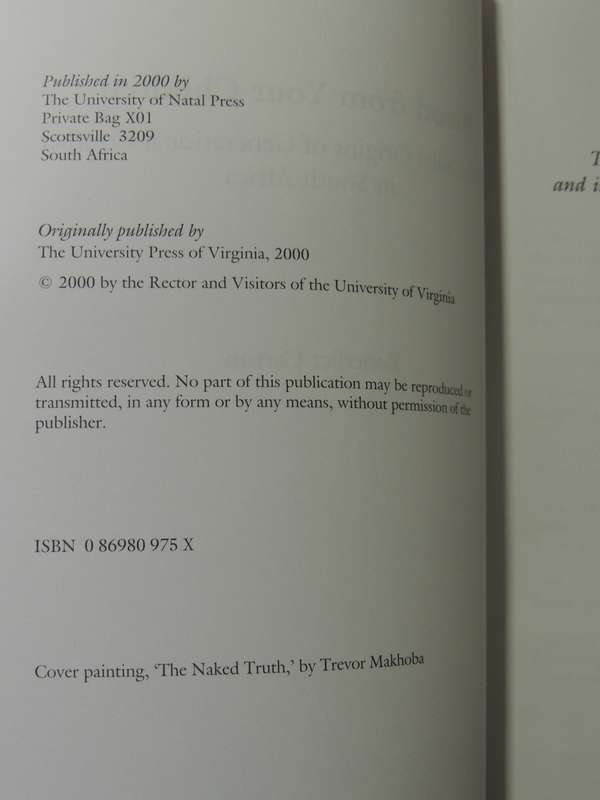 Published in 2000 by
The University of Natal Press
Private Bag X01
Scottsville 3209
South Africa
Originally published by
The University Press of Virginia, 2000
© 2000 by the Rector and Visitors of the University of Virginia
All rights reserved. No part of this publication may be reproduced or
transmitted, in any form or by any means, without permission of the
publisher.
ISBN 0 86980 975 X
Cover painting, ‘The Naked Truth,’ by Trevor Makhoba
and